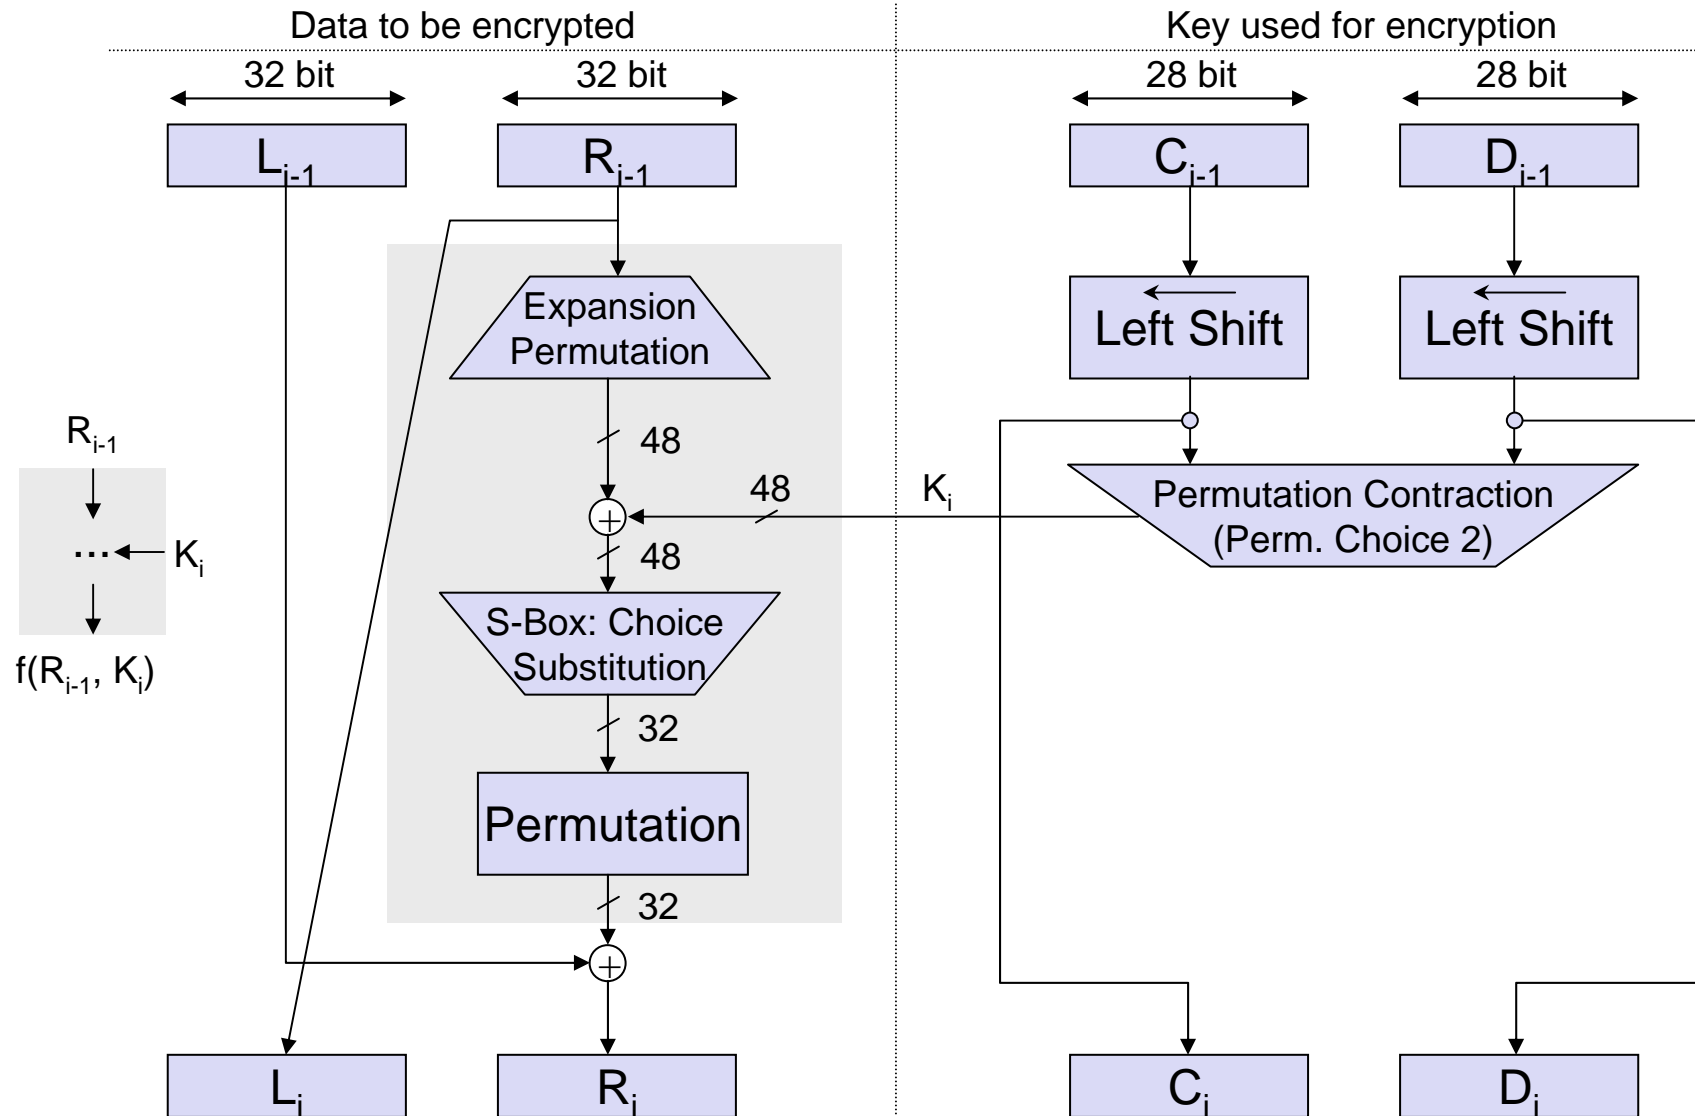 Data to be encrypted
Key used for encryption
32 bit
32 bit
28 bit
28 bit
L_{i-1}
R_{i-1}
C_{i-1}
D_{i-1}
Expansion
Permutation
Left Shift
Left Shift
48
R_{i-1}
48
K_i
Permutation Contraction
(Perm. Choice 2)
+
... K_i
48
f(R_{i-1}, K_i)
S-Box: Choice
Substitution
32
Permutation
32
+
L_i
R_i
C_i
D_i